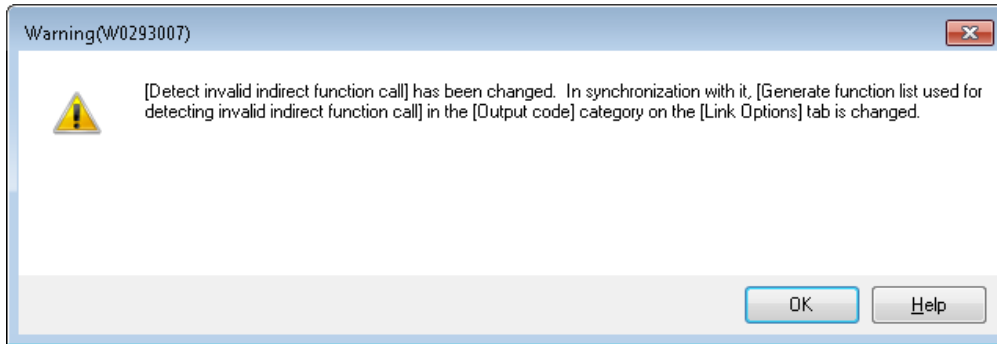 Warning(W0293007)
[Detect invalid indirect function call] has been changed.  In synchronization with it, [Generate function list used for
detecting invalid indirect function call] in the [Output code] category on the [Link Options] tab is changed.
OK
Help